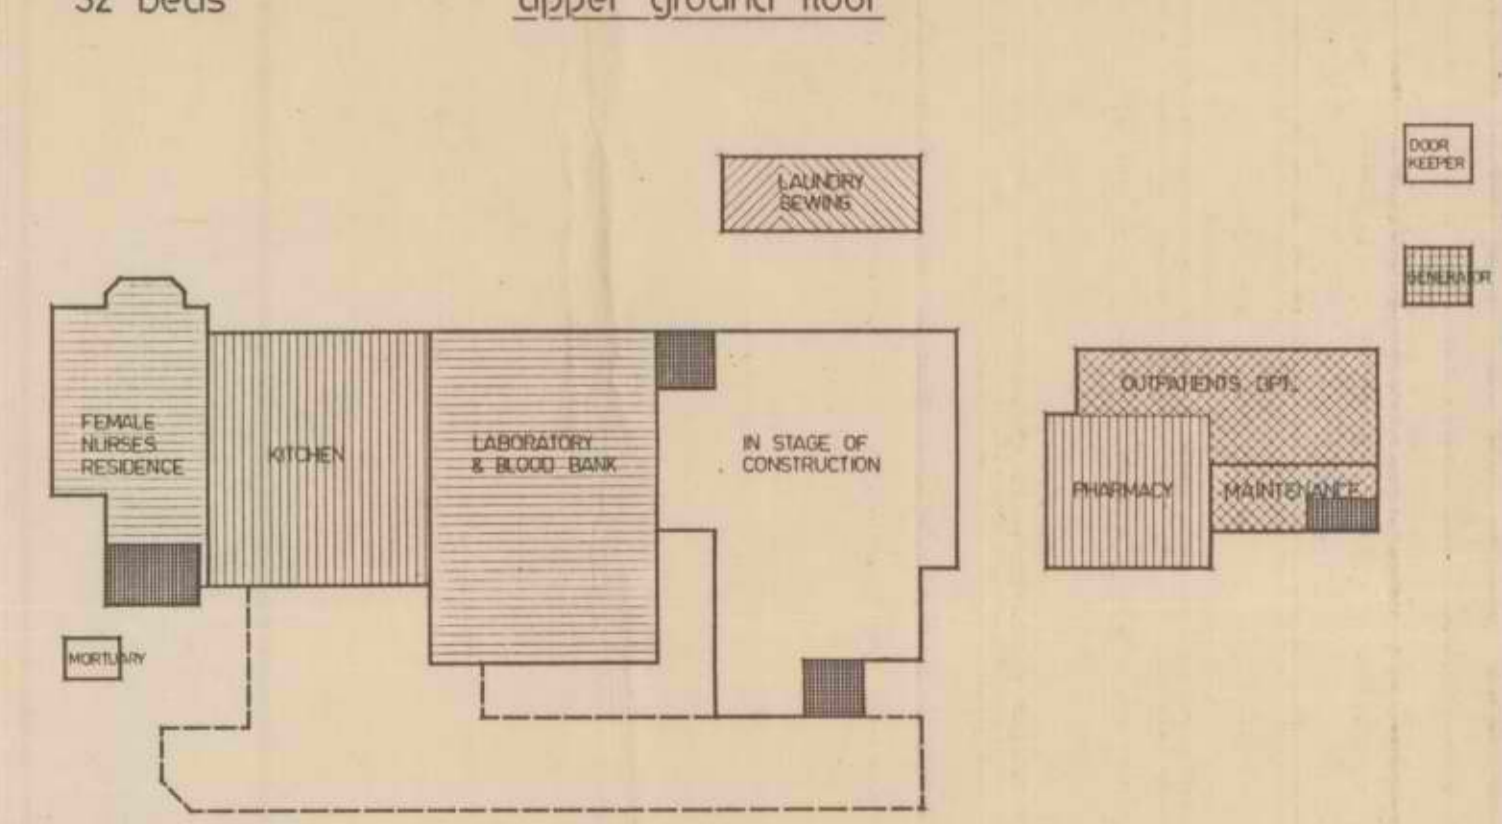 32 beds
upper ground floor
DOOR
KEEPER
LAUNDRY
SEWING
GENERATOR
OUTPATIENTS DPT.
FEMALE
NURSES
RESIDENCE
KITCHEN
LABORATORY
& BLOOD BANK
IN STAGE OF
CONSTRUCTION
PHARMACY
MAINTENANCE
MORTUARY